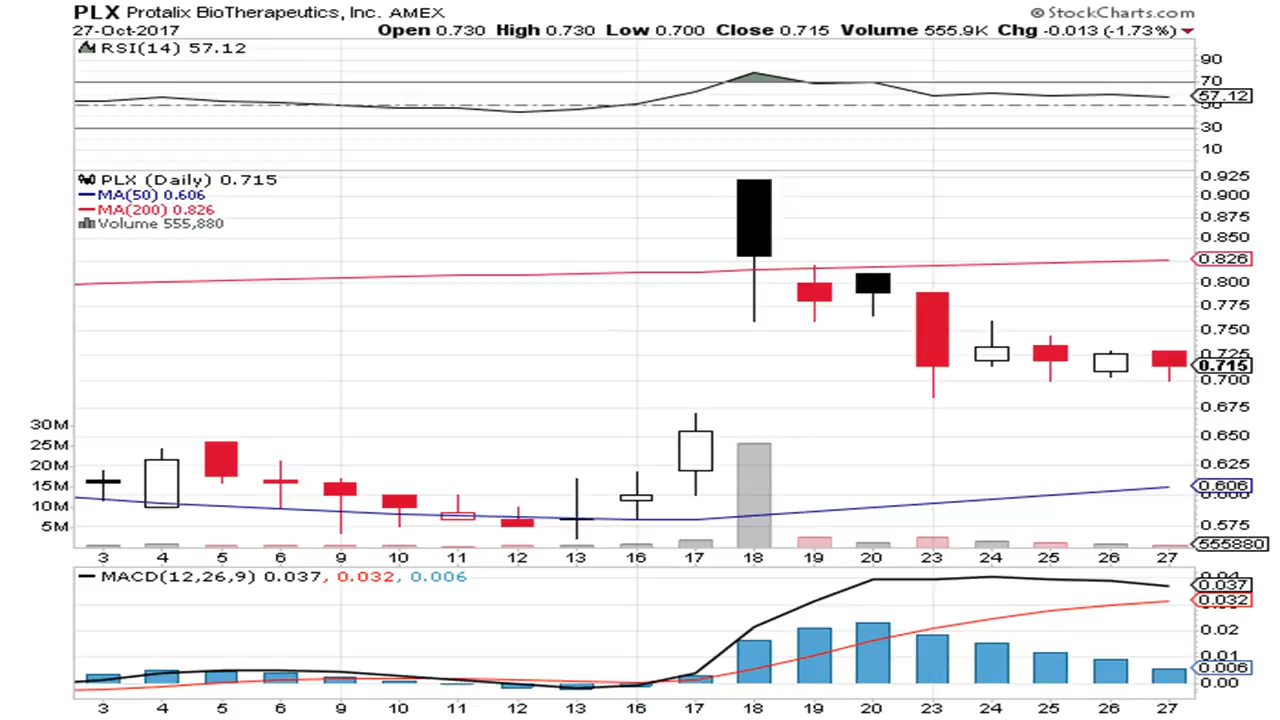 PLX Protalix BioTherapeutics, Inc. AMEX © StockCharts.com
27-Oct-2017 Open 0.730 High 0.730 Low 0.700 Close 0.715 Volume 555.9K Chg -0.013 (-1.73%)
RSI(14) 57.12
90
70
57.12
50
30
10
PLX (Daily) 0.715
MA(50) 0.606
MA(200) 0.826
Volume 555,880
0.925
0.900
0.875
0.850
0.826
0.800
0.775
0.750
0.725
0.715
0.700
0.675
0.650
0.625
0.606
0.600
0.575
555880
30M
25M
20M
15M
10M
5M
3 4 5 6 9 10 11 12 13 16 17 18 19 20 23 24 25 26 27
MACD(12,26,9) 0.037, 0.032, 0.006
0.04
0.037
0.032
0.02
0.01
0.006
0.00
3 4 5 6 9 10 11 12 13 16 17 18 19 20 23 24 25 26 27